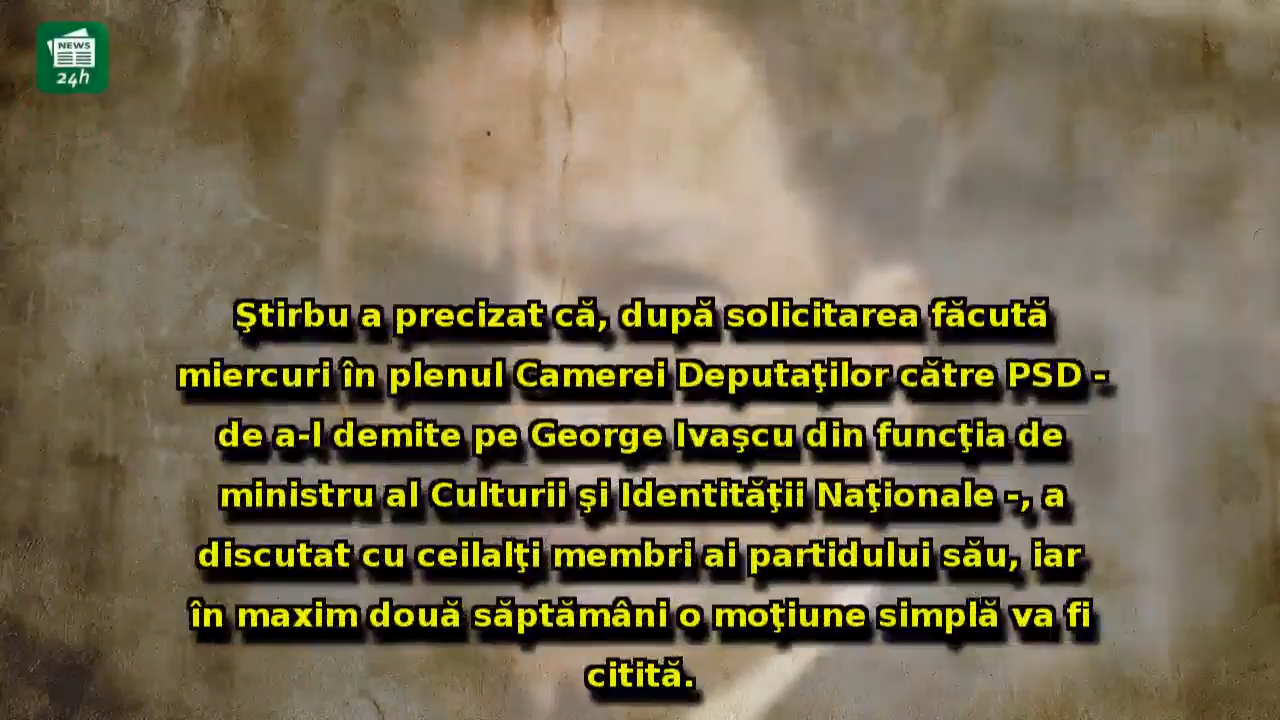 NEWS
24h
Ştirbu a precizat că, după solicitarea făcută
miercuri în plenul Camerei Deputaţilor către PSD -
de a-l demite pe George Ivaşcu din funcţia de
ministru al Culturii şi Identităţii Naţionale -, a
discutat cu ceilalţi membri ai partidului său, iar
în maxim două săptămâni o moţiune simplă va fi
citită.